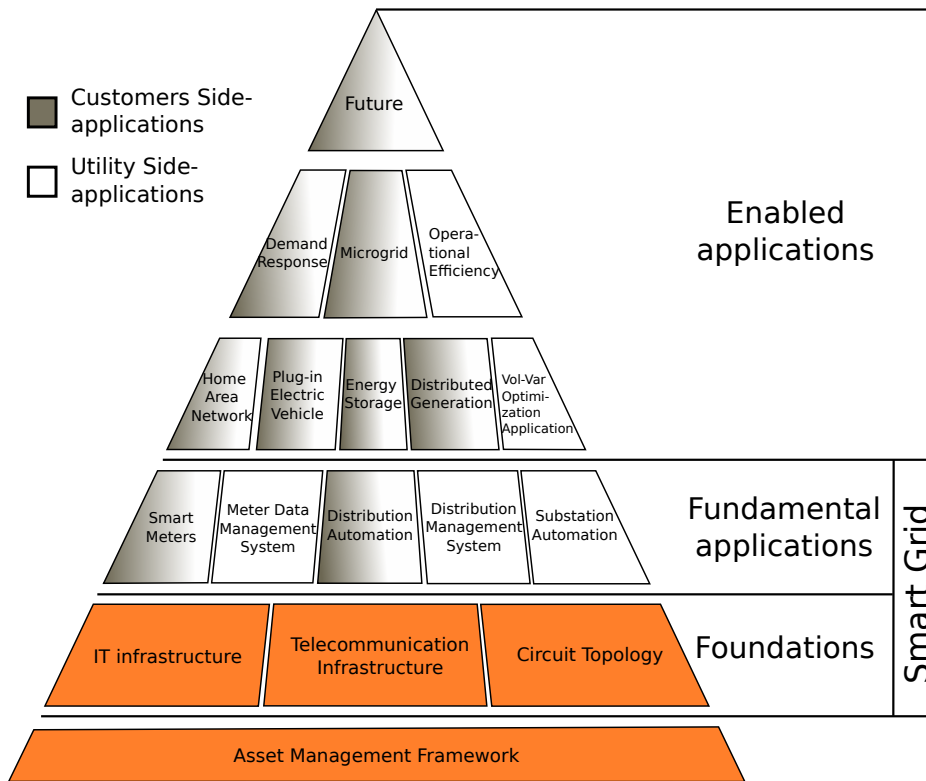 Future
Customers Side-
applications
Utility Side-
applications
Enabled
applications
Demand
Response
Microgrid
Opera-
tional
Efficiency
Home
Area
Network
Plug-in
Electric
Vehicle
Energy
Storage
Distributed
Generation
Vol-Var
Optimi-
zation
Application
Smart
Meters
Meter Data
Management
System
Distribution
Automation
Distribution
Management
System
Substation
Automation
Fundamental
applications
Smart Grid
IT infrastructure
Telecommunication
Infrastructure
Circuit Topology
Foundations
Asset Management Framework